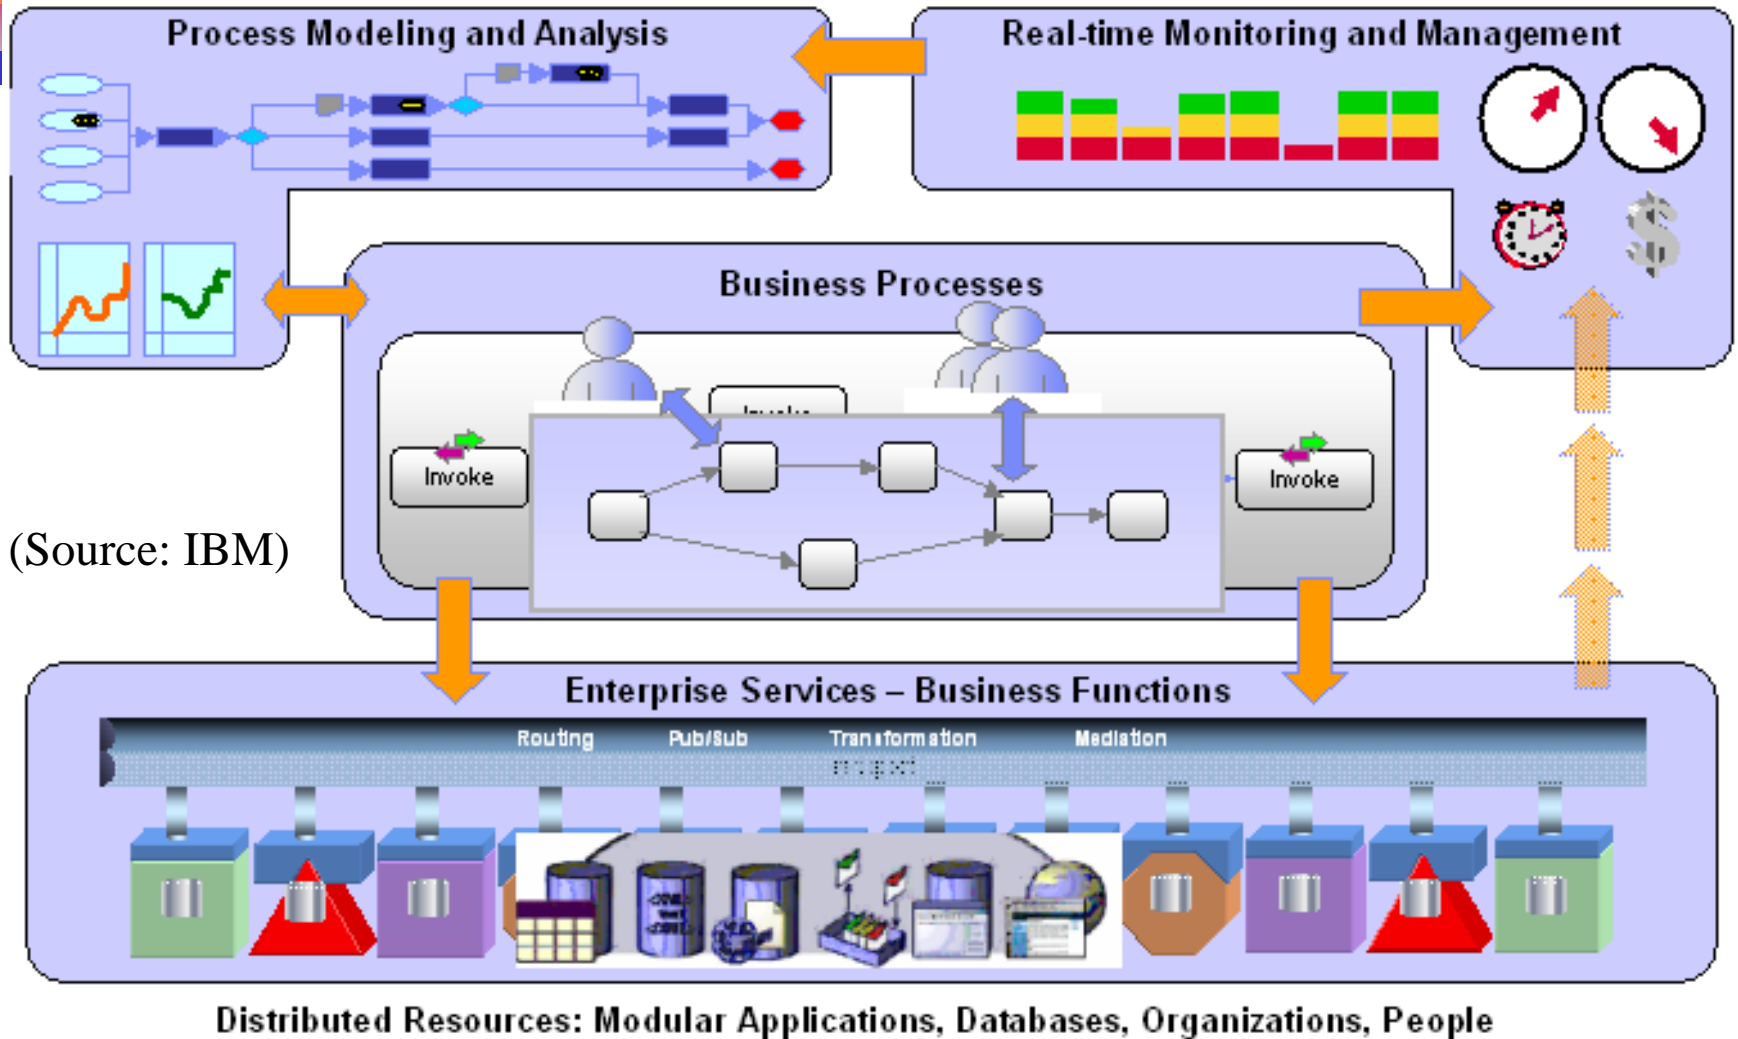 Process Modeling and Analysis
Real-time Monitoring and Management
Business Processes
Invoke
Invoke
(Source: IBM)
Enterprise Services – Business Functions
Routing Pub/Sub Transformation Mediation
Distributed Resources: Modular Applications, Databases, Organizations, People